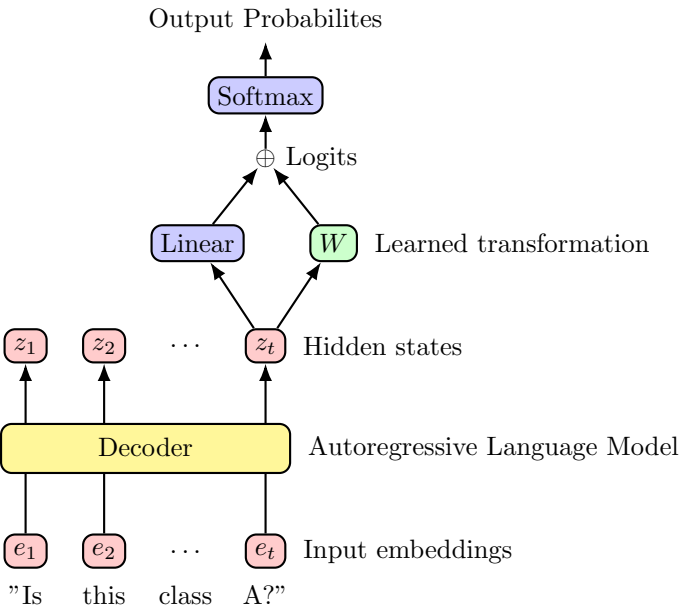 Output Probabilites
Softmax
⊕ Logits
Linear W Learned transformation
z₁ z₂ ⋯ zₜ Hidden states
Decoder Autoregressive Language Model
e₁ e₂ ⋯ eₜ Input embeddings
”Is this class A?”